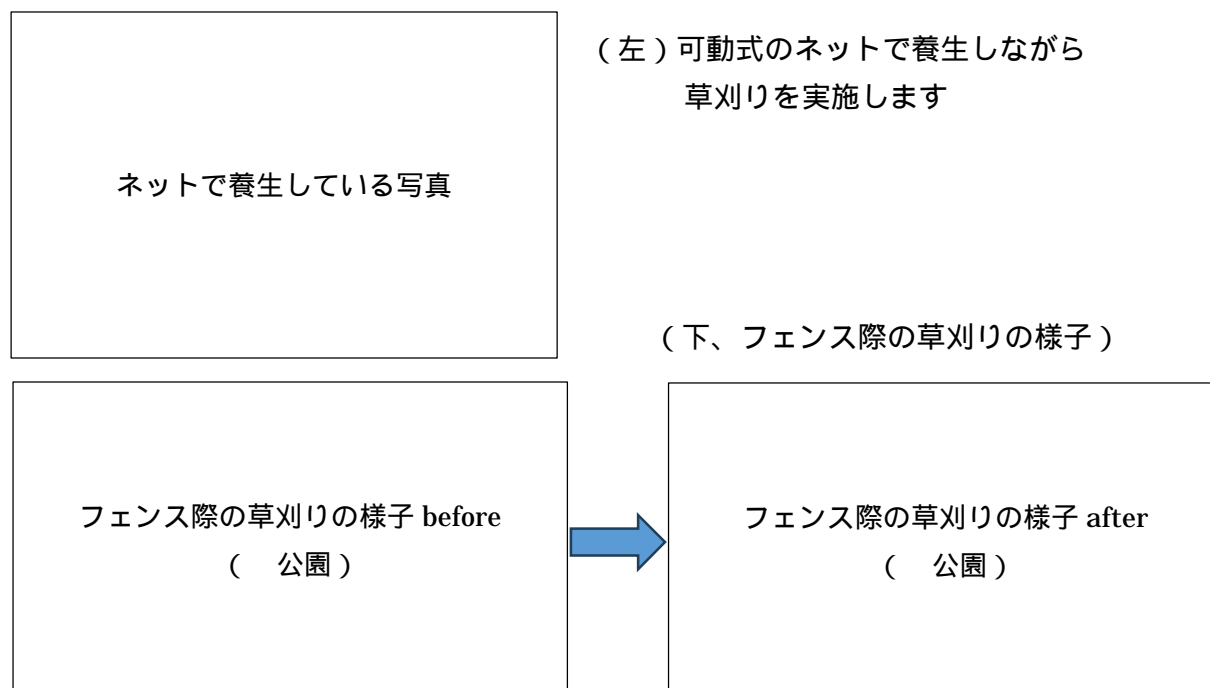 (左)可動式のネットで養生しながら
草刈りを実施します
ネットで養生している写真
(下、フェンス際の草刈りの様子)
フェンス際の草刈りの様子 before
(　公園)
フェンス際の草刈りの様子 after
(　公園)